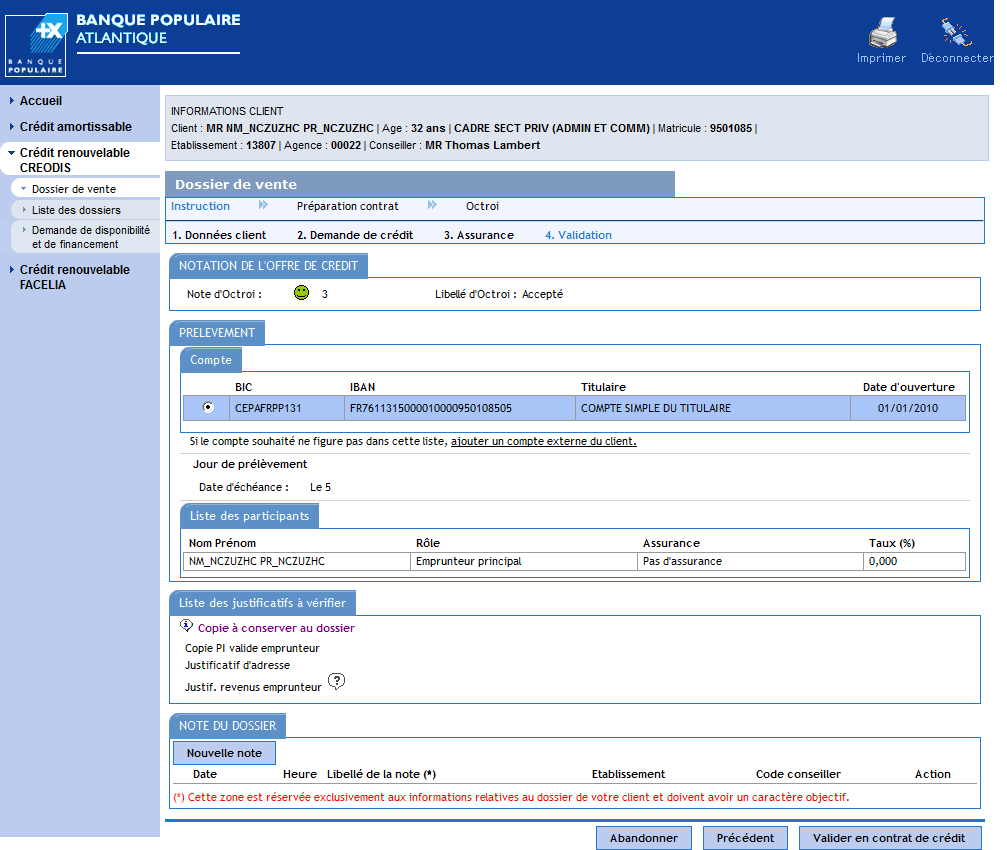 BANQUE POPULAIRE
ATLANTIQUE
BANQUE
POPULAIRE
Imprimer
Déconnecter
Accueil
Crédit amortissable
Crédit renouvelable
CREODIS
Dossier de vente
Liste des dossiers
Demande de disponibilité
et de financement
Crédit renouvelable
FACELIA
INFORMATIONS CLIENT
Client : MR NM_NCZUZHC PR_NCZUZHC | Age : 32 ans | CADRE SECT PRIV (ADMIN ET COMM) | Matricule : 9501085 |
Etablissement : 13807 | Agence : 00022 | Conseiller : MR Thomas Lambert
Dossier de vente
Instruction Préparation contrat Octroi
1. Données client 2. Demande de crédit 3. Assurance 4. Validation
NOTATION DE L'OFFRE DE CREDIT
Note d'Octroi : 3 Libellé d'Octroi : Accepté
PRELEVEMENT
Compte
BIC IBAN Titulaire Date d'ouverture
CEPAFRPP131 FR7611315000010000950108505 COMPTE SIMPLE DU TITULAIRE 01/01/2010
Si le compte souhaité ne figure pas dans cette liste, ajouter un compte externe du client.
Jour de prélèvement
Date d'échéance : Le 5
Liste des participants
Nom Prénom Rôle Assurance Taux (%)
NM_NCZUZHC PR_NCZUZHC Emprunteur principal Pas d'assurance 0,000
Liste des justificatifs à vérifier
Copie à conserver au dossier
Copie PI valide emprunteur
Justificatif d'adresse
Justif. revenus emprunteur ?
NOTE DU DOSSIER
Nouvelle note
Date Heure Libellé de la note (*) Etablissement Code conseiller Action
(*) Cette zone est réservée exclusivement aux informations relatives au dossier de votre client et doivent avoir un caractère objectif.
Abandonner Précédent Valider en contrat de crédit